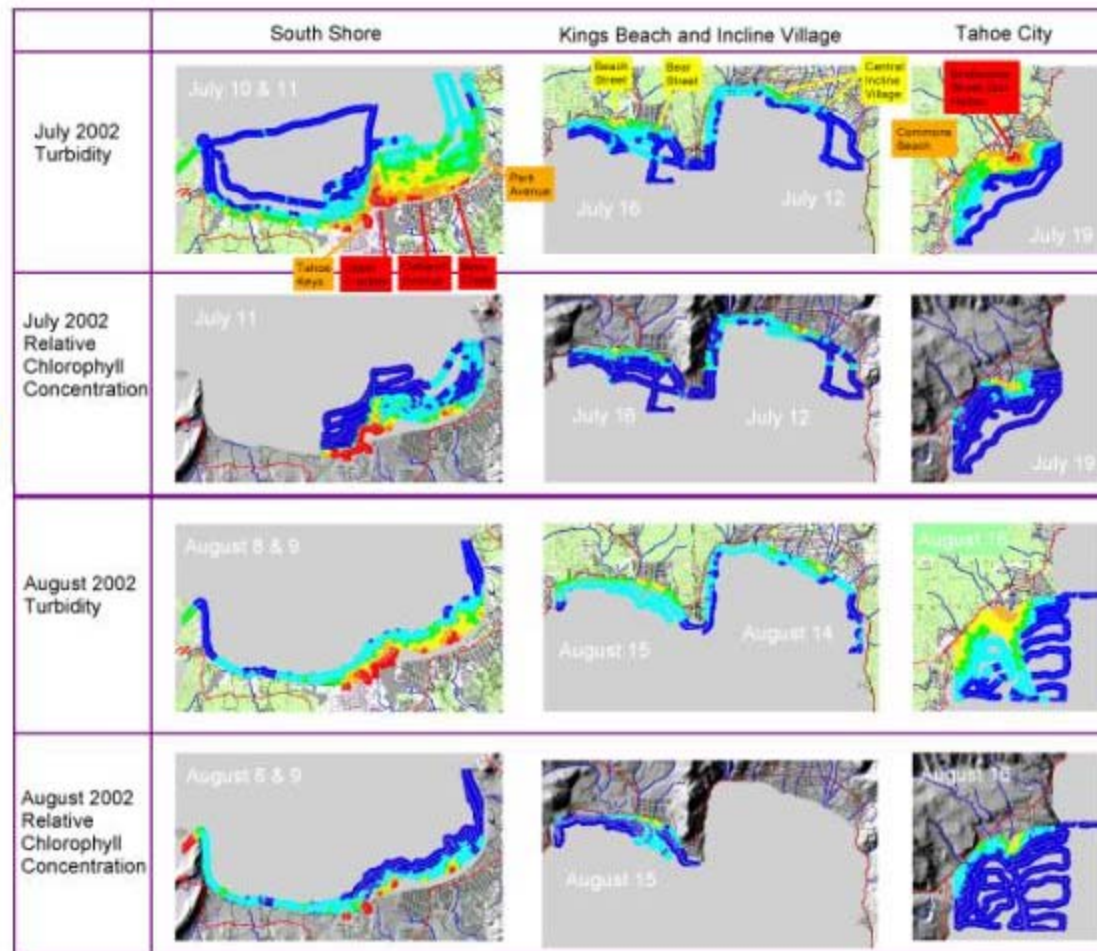 South Shore
Kings Beach and Incline Village
Tahoe City
July 2002
Turbidity
July 10 & 11
Park
Avenue
Tahoe
Keys
Beach
Street
Bear
Street
Central
Incline
Village
July 16
July 12
Commons
Beach
July 19
July 2002
Relative
Chlorophyll
Concentration
July 11
July 16
July 12
July 19
August 2002
Turbidity
August 8 & 9
August 15
August 14
August 16
August 2002
Relative
Chlorophyll
Concentration
August 8 & 9
August 15
August 16